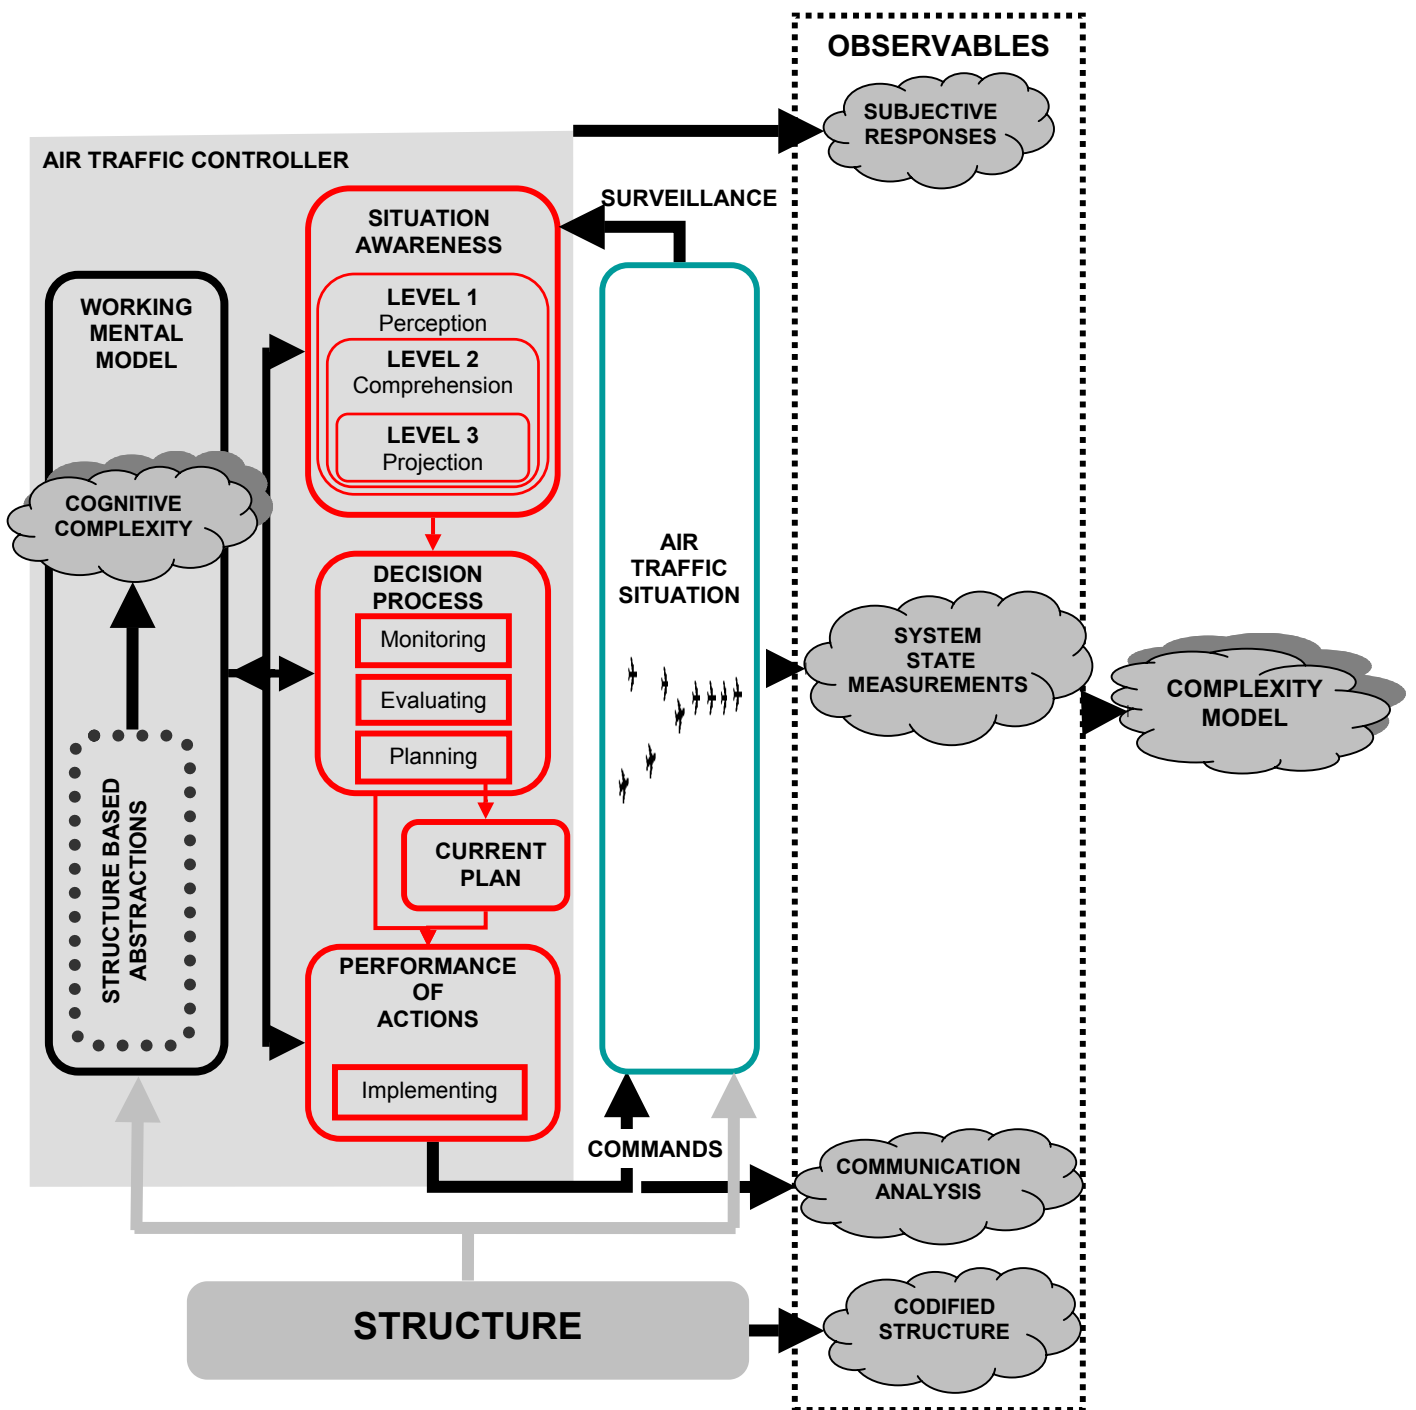 OBSERVABLES
SUBJECTIVE
RESPONSES
AIR TRAFFIC CONTROLLER
SURVEILLANCE
SITUATION
AWARENESS
LEVEL 1
Perception
LEVEL 2
Comprehension
LEVEL 3
Projection
WORKING
MENTAL
MODEL
COGNITIVE
COMPLEXITY
STRUCTURE BASED
ABSTRACTIONS
DECISION
PROCESS
Monitoring
Evaluating
Planning
CURRENT
PLAN
PERFORMANCE
OF
ACTIONS
Implementing
AIR
TRAFFIC
SITUATION
SYSTEM
STATE
MEASUREMENTS
COMPLEXITY
MODEL
COMMANDS
COMMUNICATION
ANALYSIS
STRUCTURE
CODIFIED
STRUCTURE